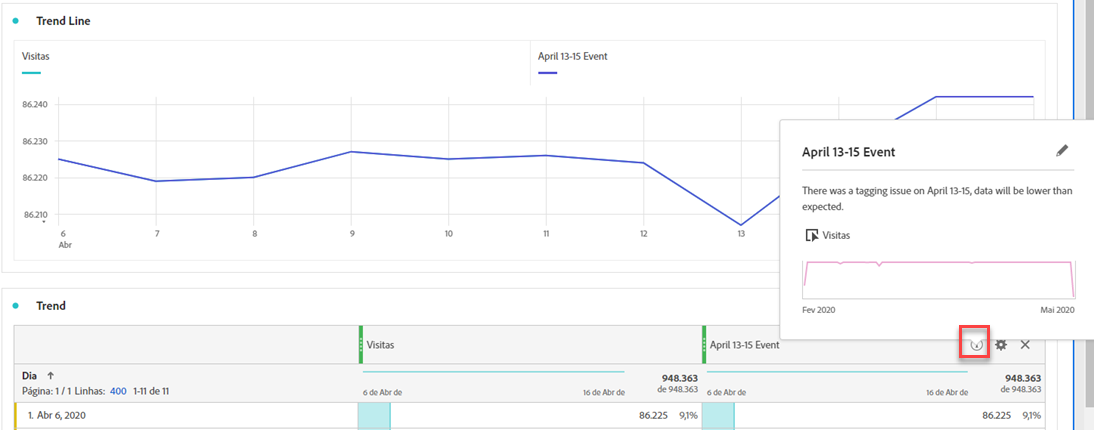 Trend Line
Visitas
April 13-15 Event
86.240
86.230
86.220
86.210
6
7
8
9
10
11
12
13
Abr
April 13-15 Event
There was a tagging issue on April 13-15, data will be lower than
expected.
Visitas
Fev 2020
Mai 2020
Trend
Visitas
April 13-15 Event
Dia
Página: 1 / 1 Linhas: 400 1-11 de 11
6 de Abr de
16 de Abr de
948.363
de 948.363
6 de Abr de
16 de Abr de
948.363
de 948.363
1. Abr 6, 2020
86.225 9,1%
86.225 9,1%